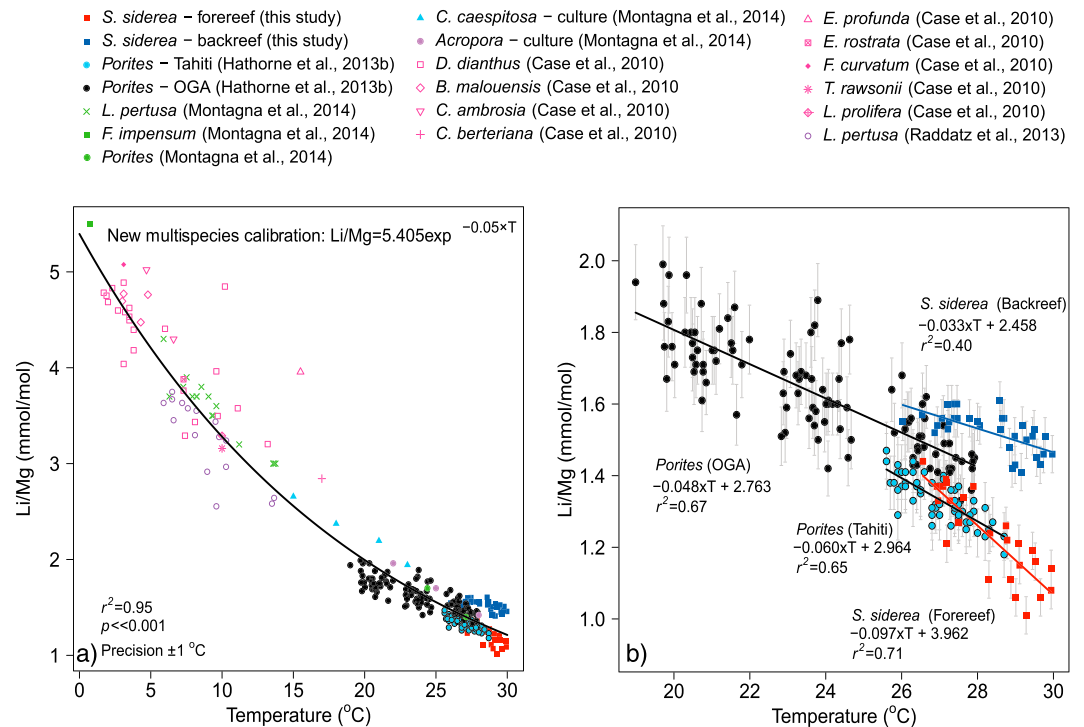 S. siderea − forereef (this study)
S. siderea − backreef (this study)
Porites − Tahiti (Hathorne et al., 2013b)
Porites − OGA (Hathorne et al., 2013b)
L. pertusa (Montagna et al., 2014)
F. impensum (Montagna et al., 2014)
Porites (Montagna et al., 2014)
C. caespitosa − culture (Montagna et al., 2014)
Acropora − culture (Montagna et al., 2014)
D. dianthus (Case et al., 2010)
B. malouensis (Case et al., 2010
C. ambrosia (Case et al., 2010)
C. berteriana (Case et al., 2010)
E. profunda (Case et al., 2010)
E. rostrata (Case et al., 2010)
F. curvatum (Case et al., 2010)
T. rawsonii (Case et al., 2010)
L. prolifera (Case et al., 2010)
L. pertusa (Raddatz et al., 2013)
New multispecies calibration: Li/Mg=5.405exp −0.05×T
5
4
3
2
1
Li/Mg (mmol/mol)
r²=0.95
p<<0.001
Precision ±1 °C
a)
0 5 10 15 20 25 30
Temperature (°C)
2.0
1.8
1.6
1.4
1.2
1.0
Li/Mg (mmol/mol)
S. siderea (Backreef)
−0.033xT + 2.458
r²=0.40
Porites (OGA)
−0.048xT + 2.763
r²=0.67
Porites (Tahiti)
−0.060xT + 2.964
r²=0.65
S. siderea (Forereef)
−0.097xT + 3.962
r²=0.71
b)
20 22 24 26 28 30
Temperature (°C)